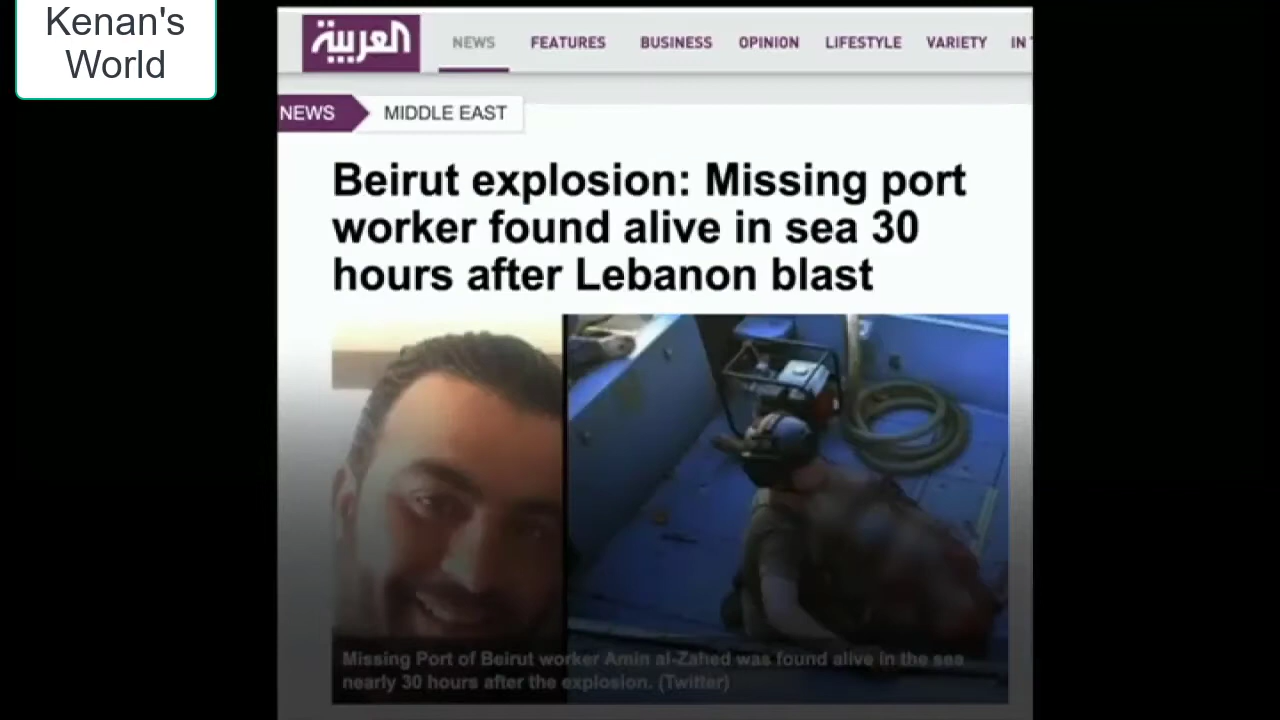 Kenan's
World
العربية
NEWS FEATURES BUSINESS OPINION LIFESTYLE VARIETY IN
NEWS MIDDLE EAST
Beirut explosion: Missing port
worker found alive in sea 30
hours after Lebanon blast
Missing Port of Beirut worker Amin al-Zahed was found alive in the sea
nearly 30 hours after the explosion. (Twitter)